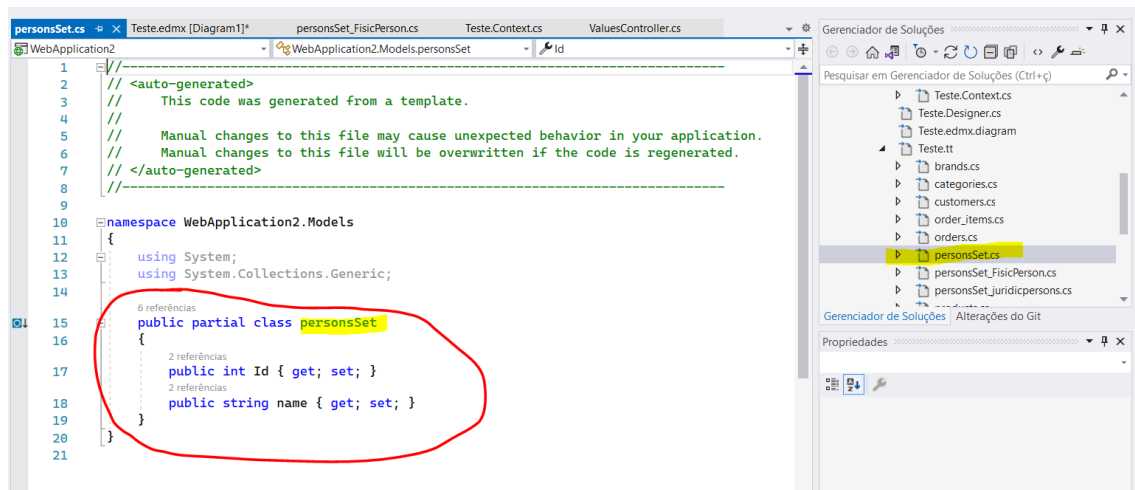 personsSet.cs
Teste.edmx [Diagram1]*
personsSet_FisicPerson.cs
Teste.Context.cs
ValuesController.cs
WebApplication2
WebApplication2.Models.personsSet
Id
1 //----------------------------------------------------------------------------
2 // <auto-generated>
3 //     This code was generated from a template.
4 //
5 //     Manual changes to this file may cause unexpected behavior in your application.
6 //     Manual changes to this file will be overwritten if the code is regenerated.
7 // </auto-generated>
8 //----------------------------------------------------------------------------
9
10 namespace WebApplication2.Models
11 {
12     using System;
13     using System.Collections.Generic;
14
6 referências
15     public partial class personsSet
16     {
2 referências
17         public int Id { get; set; }
2 referências
18         public string name { get; set; }
19     }
20 }
21
Gerenciador de Soluções
Pesquisar em Gerenciador de Soluções (Ctrl+ç)
Teste.Context.cs
Teste.Designer.cs
Teste.edmx.diagram
Teste.tt
brands.cs
categories.cs
customers.cs
order_items.cs
orders.cs
personsSet.cs
personsSet_FisicPerson.cs
personsSet_juridicpersons.cs
Gerenciador de Soluções
Alterações do Git
Propriedades